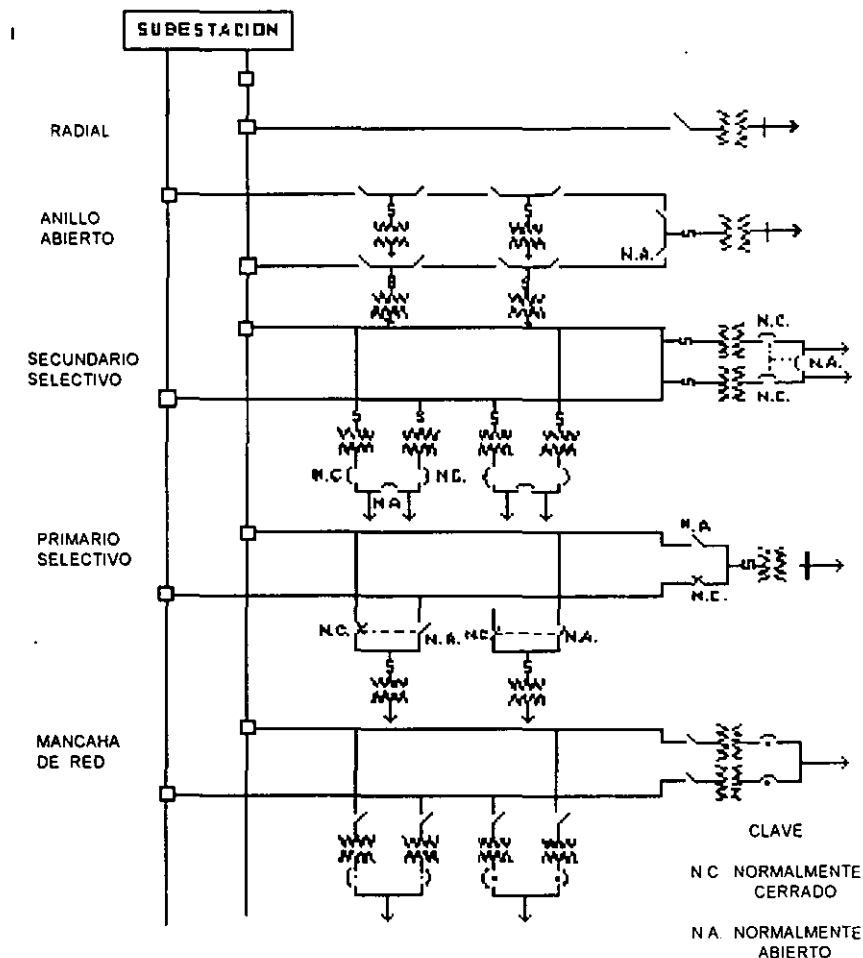 SUBESTACION
I
RADIAL
ANILLO
ABIERTO
N.A.
SECUNDARIO
SELECTIVO
N.C.
N.A.
N.C.
N.C
N.A
N.C.
PRIMARIO
SELECTIVO
N.A.
N.C.
N.C.
N.A.
N.C
N.A.
MANCAHA
DE RED
CLAVE
N C NORMALMENTE
CERRADO
N A. NORMALMENTE
ABIERTO